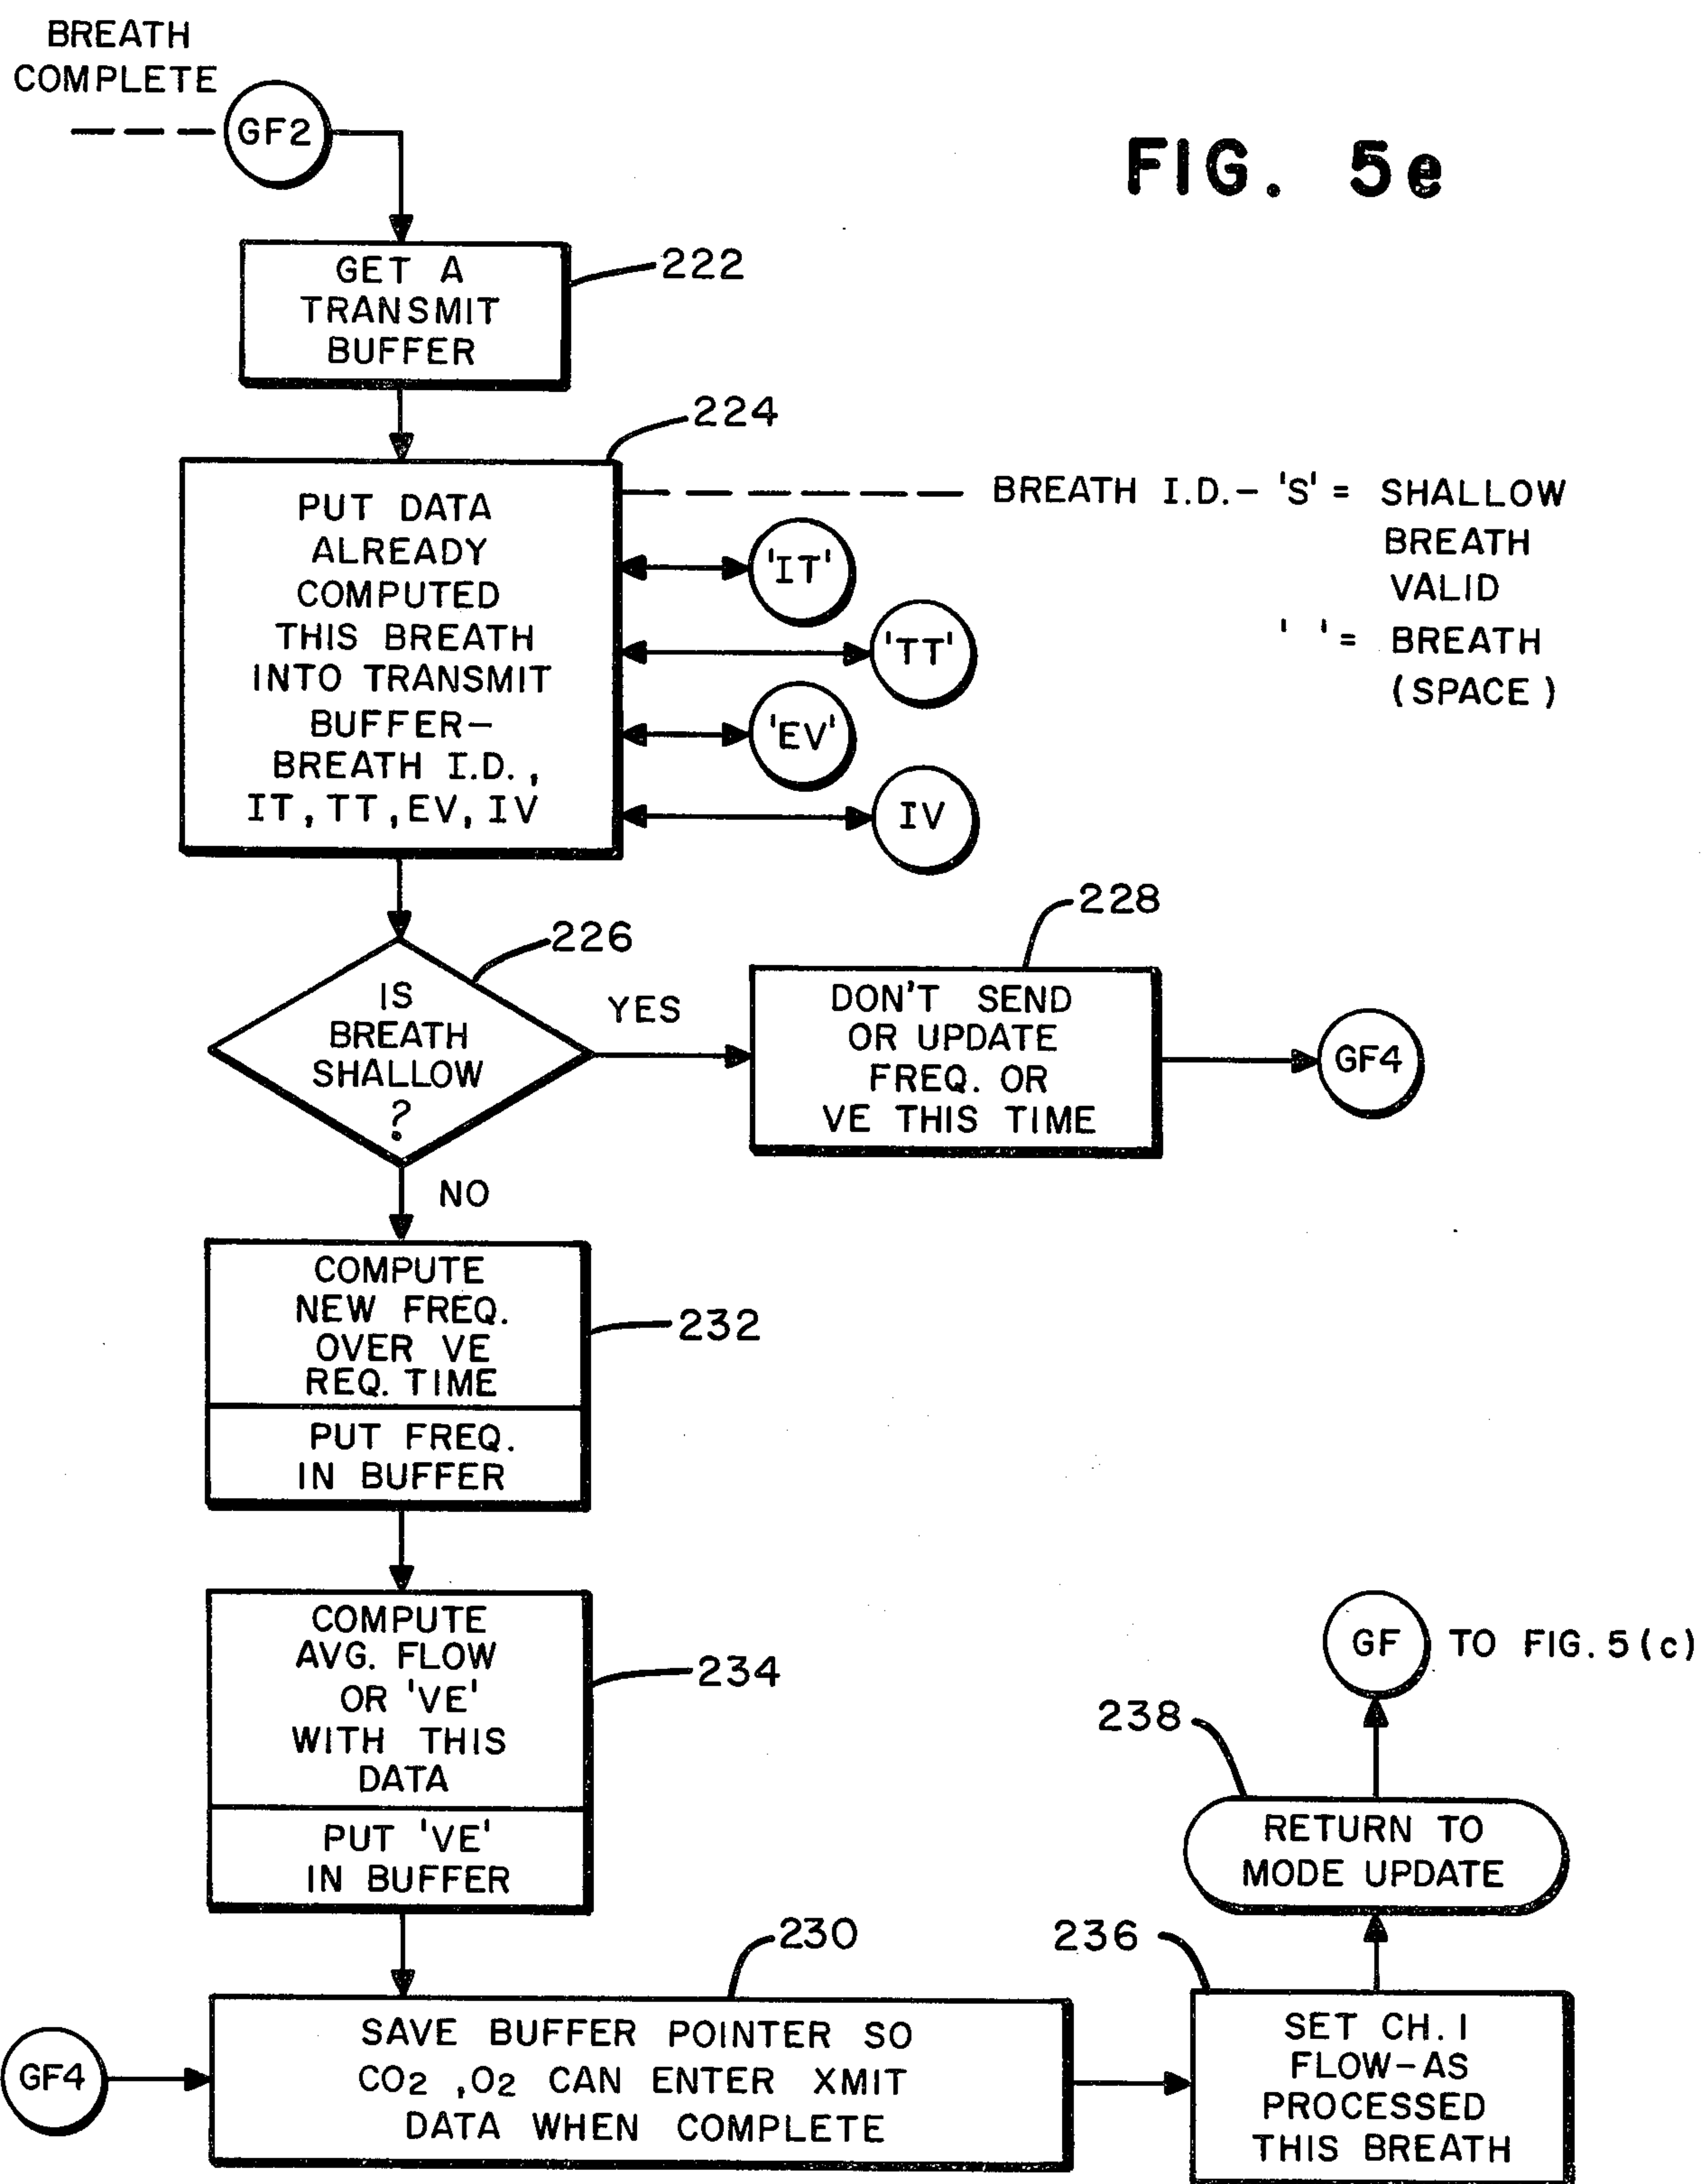 BREATH
COMPLETE
GF2
FIG. 5e
GET A
TRANSMIT
BUFFER
222
224
PUT DATA
ALREADY
COMPUTED
THIS BREATH
INTO TRANSMIT
BUFFER-
BREATH I.D.,
IT, TT, EV, IV
BREATH I.D.- 'S' = SHALLOW
BREATH
VALID
' ' = BREATH
(SPACE)
'IT'
'TT'
'EV'
IV
226
IS
BREATH
SHALLOW
?
YES
228
DON'T SEND
OR UPDATE
FREQ. OR
VE THIS TIME
GF4
NO
COMPUTE
NEW FREQ.
OVER VE
REQ. TIME
PUT FREQ.
IN BUFFER
232
COMPUTE
AVG. FLOW
OR 'VE'
WITH THIS
DATA
PUT 'VE'
IN BUFFER
234
GF TO FIG. 5(c)
238
RETURN TO
MODE UPDATE
230
236
GF4
SAVE BUFFER POINTER SO
CO2 ,O2 CAN ENTER XMIT
DATA WHEN COMPLETE
SET CH. 1
FLOW-AS
PROCESSED
THIS BREATH